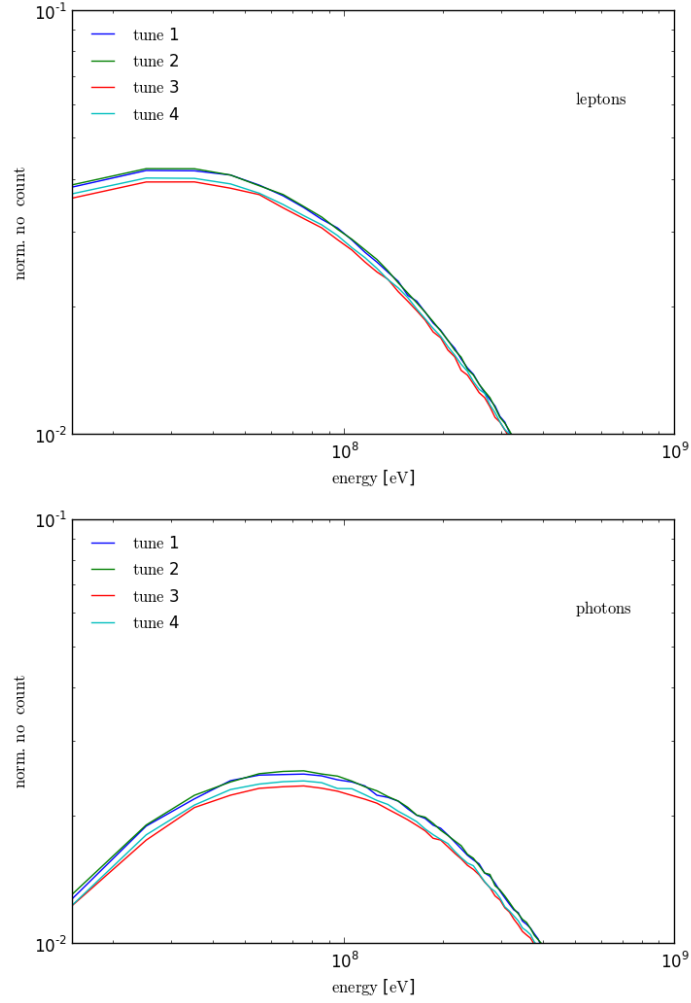 10^-1
tune 1
tune 2
tune 3
tune 4
leptons
norm. no count
10^-2
10^8
10^9
energy [eV]
10^-1
tune 1
tune 2
tune 3
tune 4
photons
norm. no count
10^-2
10^8
10^9
energy [eV]